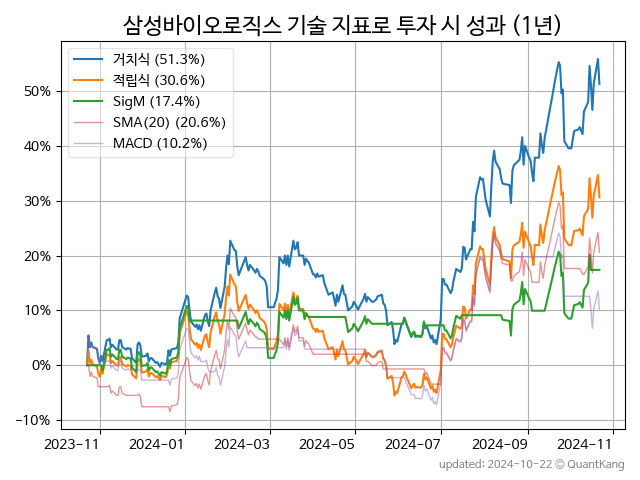 삼성바이오로직스 기술 지표로 투자 시 성과 (1년)
거치식 (51.3%)
적립식 (30.6%)
SigM (17.4%)
SMA(20) (20.6%)
MACD (10.2%)
50%
40%
30%
20%
10%
0%
−10%
2023-11 2024-01 2024-03 2024-05 2024-07 2024-09 2024-11
updated: 2024-10-22 © QuantKang